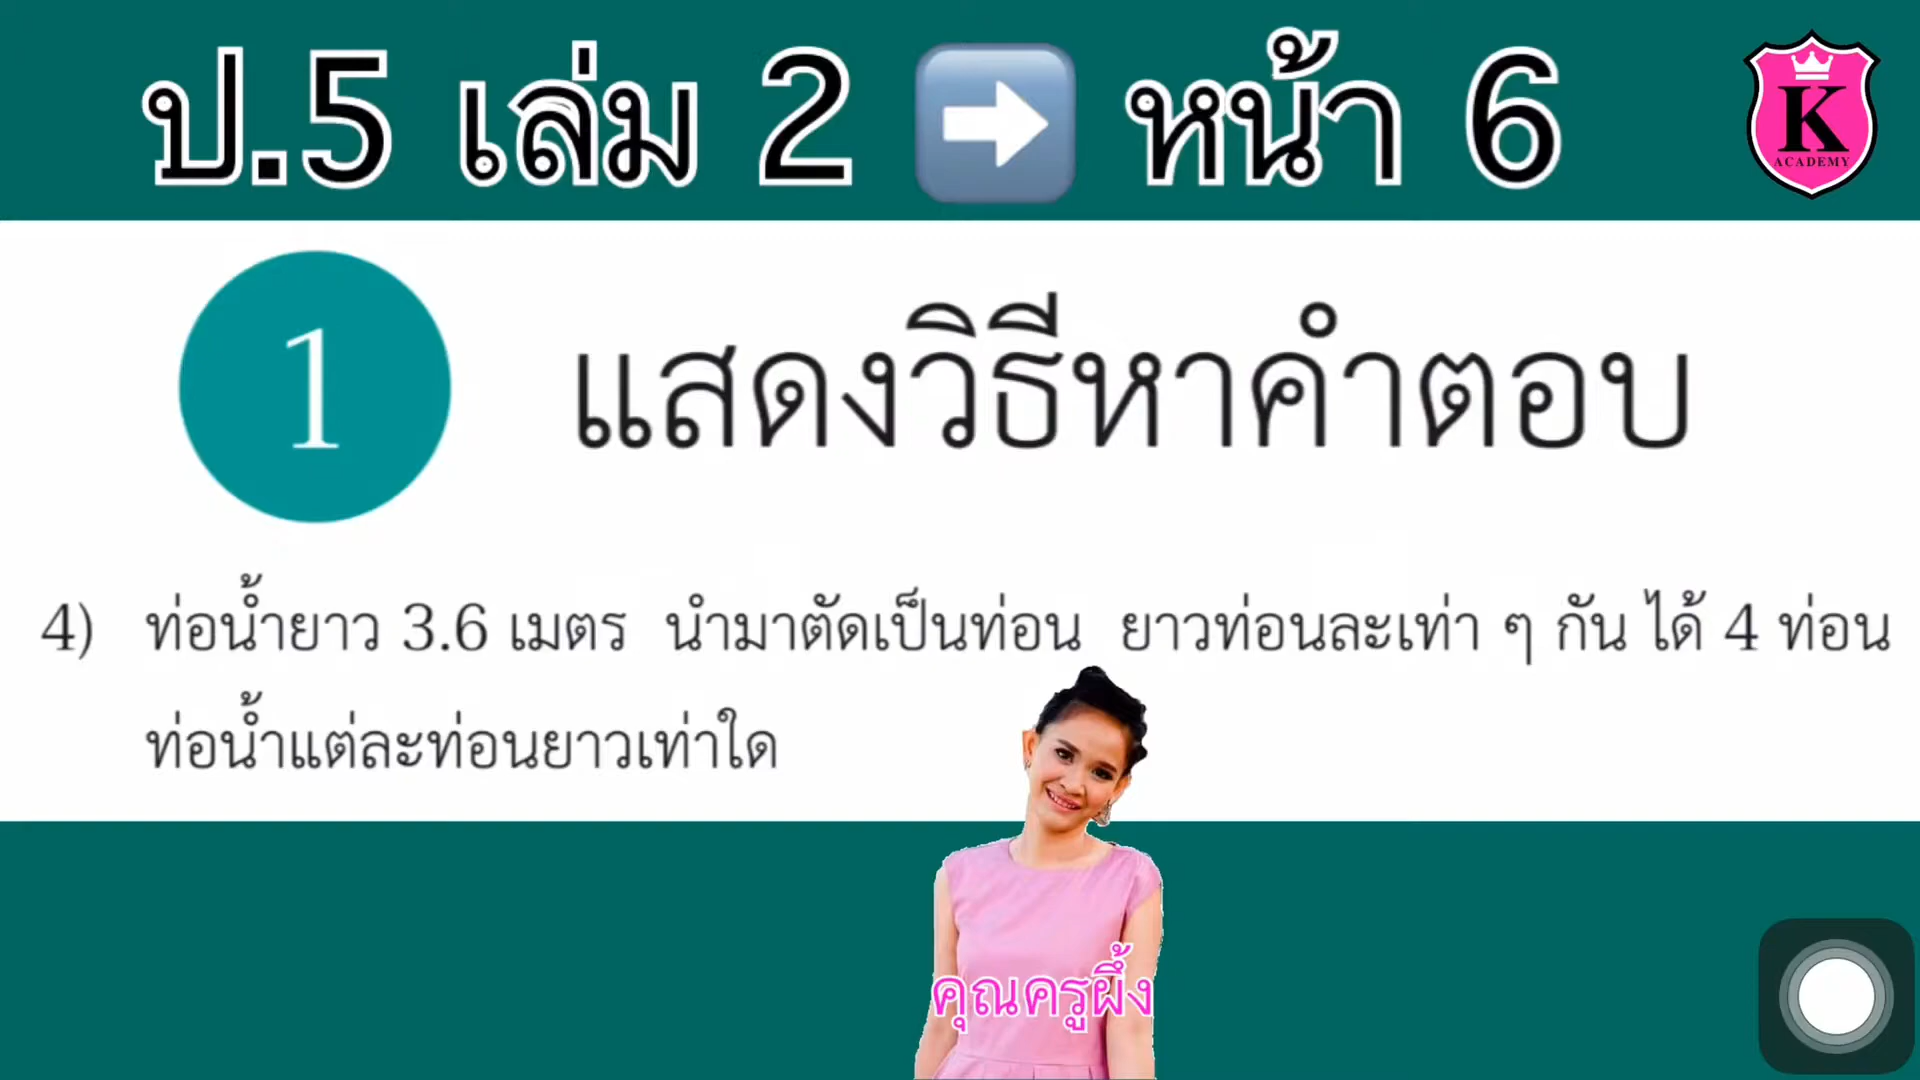 ป.5 เล่ม 2 ➡ หน้า 6
K
ACADEMY
1 แสดงวิธีหาคำตอบ
4) ท่อน้ำยาว 3.6 เมตร นำมาตัดเป็นท่อน ยาวท่อนละเท่า ๆ กัน ได้ 4 ท่อน
ท่อน้ำแต่ละท่อนยาวเท่าใด
คุณครูผึ้ง